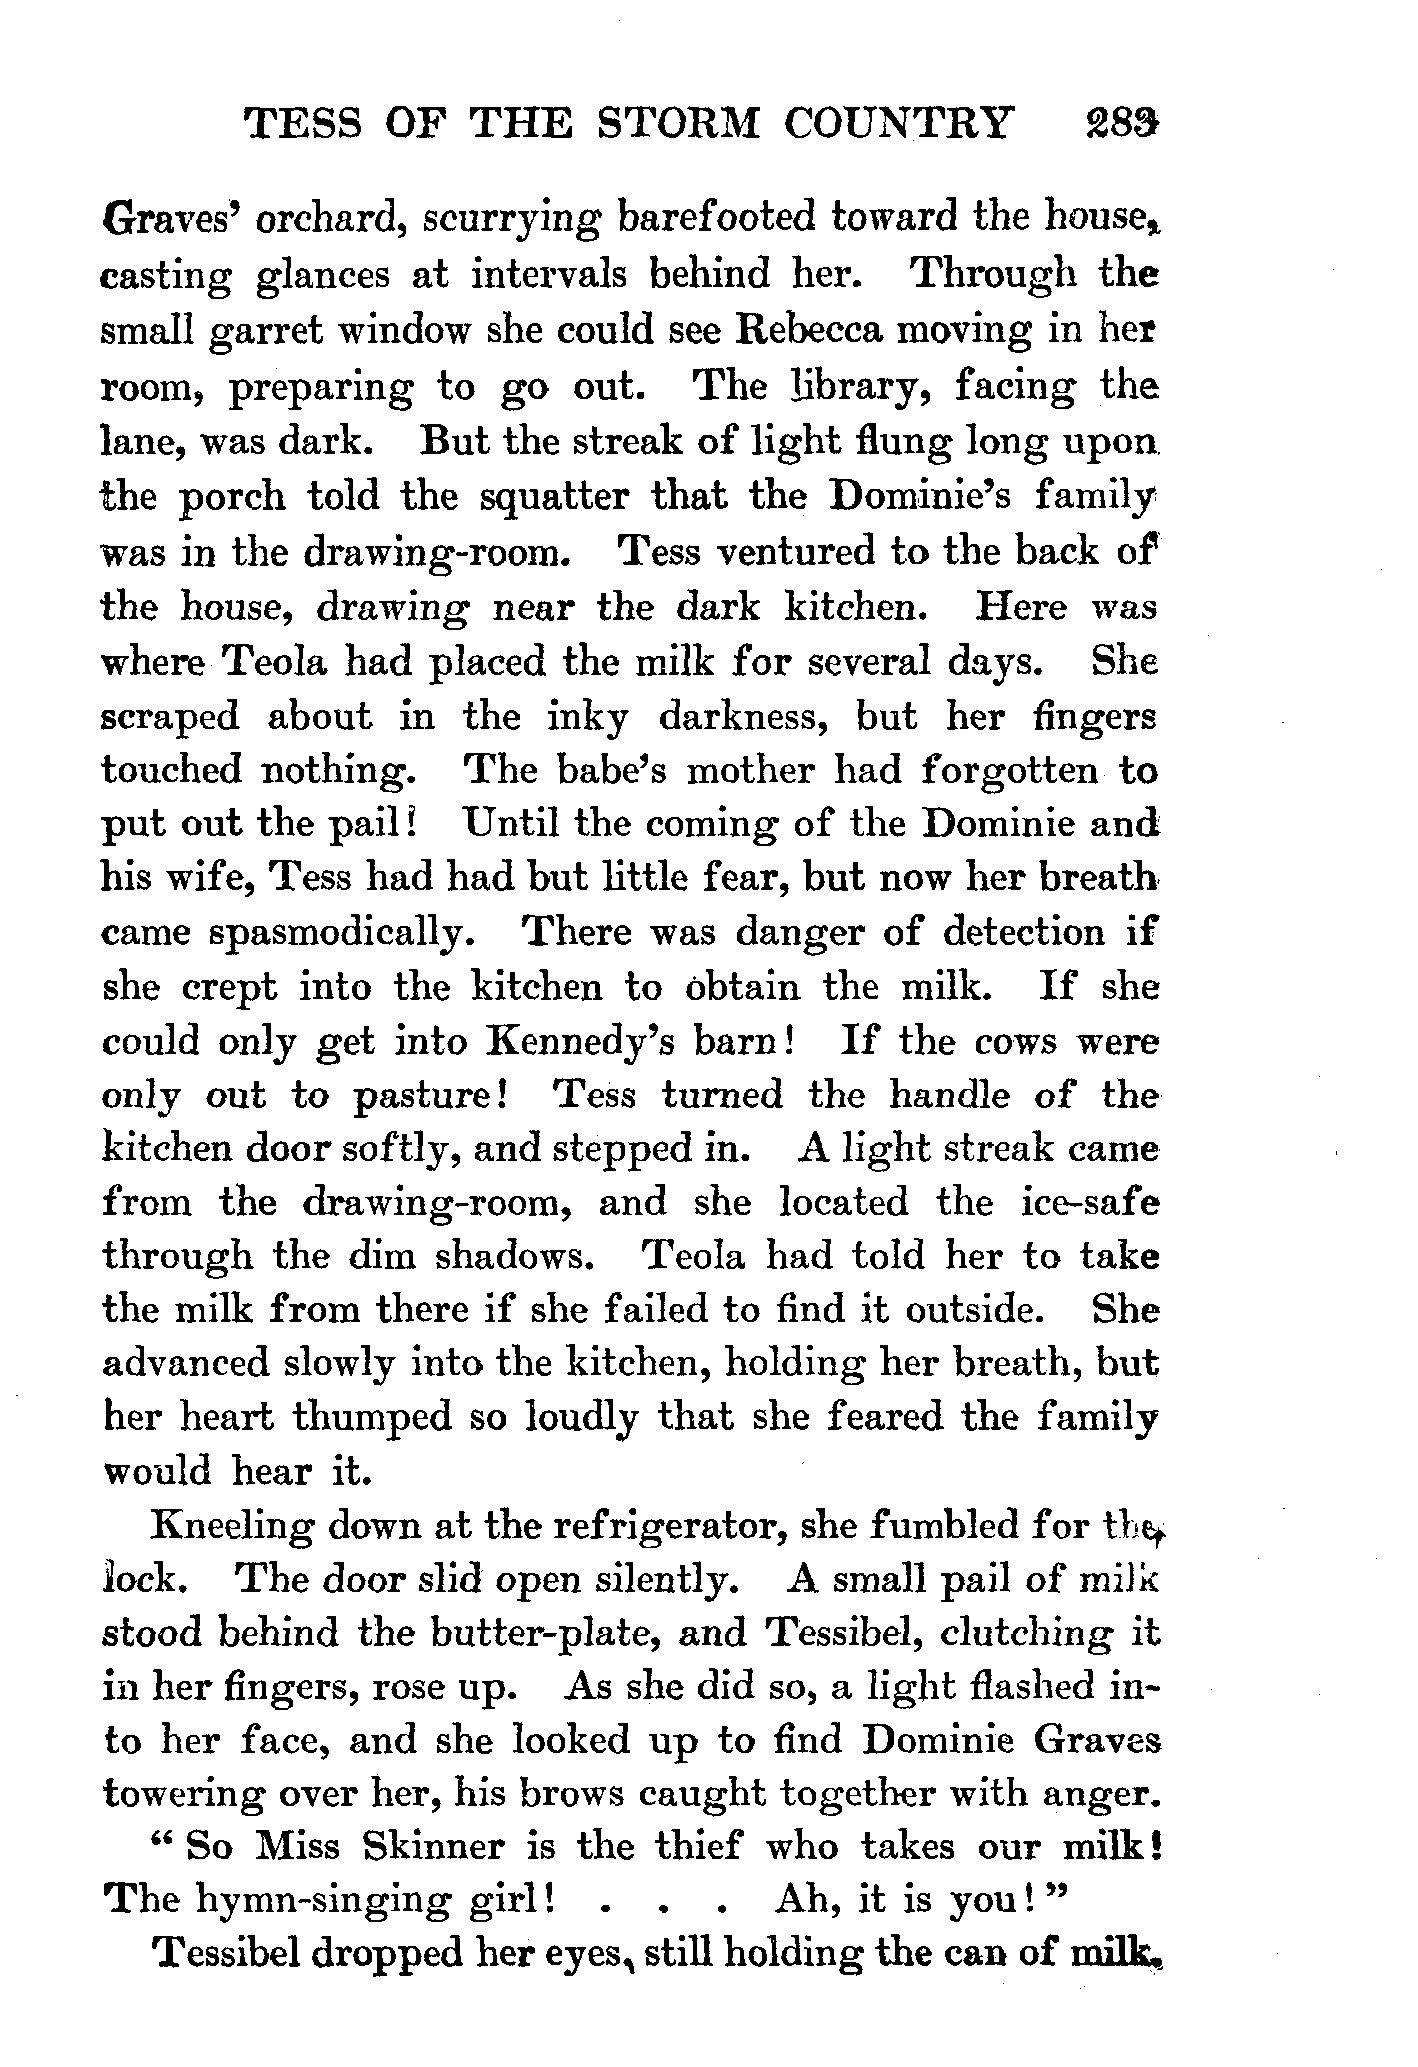 TESS OF THE STORM COUNTRY 283
Graves’ orchard, scurrying barefooted toward the house,
casting glances at intervals behind her. Through the
small garret window she could see Rebecca moving in her
room, preparing to go out. The library, facing the
lane, was dark. But the streak of light flung long upon
the porch told the squatter that the Dominie’s family
was in the drawing-room. Tess ventured to the back of
the house, drawing near the dark kitchen. Here was
where Teola had placed the milk for several days. She
scraped about in the inky darkness, but her fingers
touched nothing. The babe’s mother had forgotten to
put out the pail! Until the coming of the Dominie and
his wife, Tess had had but little fear, but now her breath
came spasmodically. There was danger of detection if
she crept into the kitchen to obtain the milk. If she
could only get into Kennedy’s barn! If the cows were
only out to pasture! Tess turned the handle of the
kitchen door softly, and stepped in. A light streak came
from the drawing-room, and she located the ice-safe
through the dim shadows. Teola had told her to take
the milk from there if she failed to find it outside. She
advanced slowly into the kitchen, holding her breath, but
her heart thumped so loudly that she feared the family
would hear it.
Kneeling down at the refrigerator, she fumbled for the
lock. The door slid open silently. A small pail of milk
stood behind the butter-plate, and Tessibel, clutching it
in her fingers, rose up. As she did so, a light flashed in-
to her face, and she looked up to find Dominie Graves
towering over her, his brows caught together with anger.
“ So Miss Skinner is the thief who takes our milk!
The hymn-singing girl! . . . Ah, it is you! ”
Tessibel dropped her eyes, still holding the can of milk.